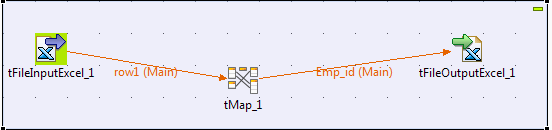 tFileInputExcel_1
row1 (Main)
tMap_1
Emp_id (Main)
tFileOutputExcel_1